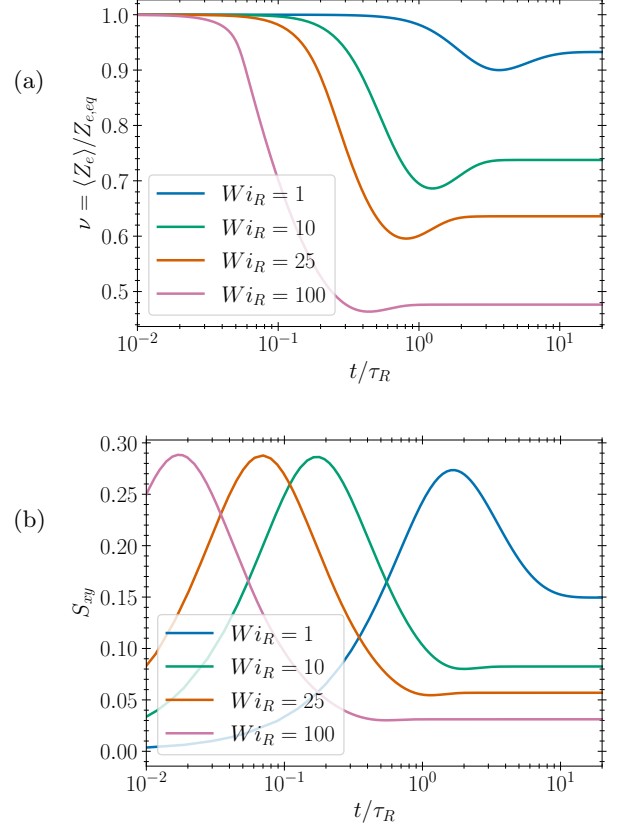 (a)
ν = ⟨Z_e⟩/Z_{e,eq}
1.0
0.9
0.8
0.7
0.6
0.5
Wi_R = 1
Wi_R = 10
Wi_R = 25
Wi_R = 100
10^{-2}
10^{-1}
10^{0}
10^{1}
t/τ_R
(b)
S_{xy}
0.30
0.25
0.20
0.15
0.10
0.05
0.00
Wi_R = 1
Wi_R = 10
Wi_R = 25
Wi_R = 100
10^{-2}
10^{-1}
10^{0}
10^{1}
t/τ_R